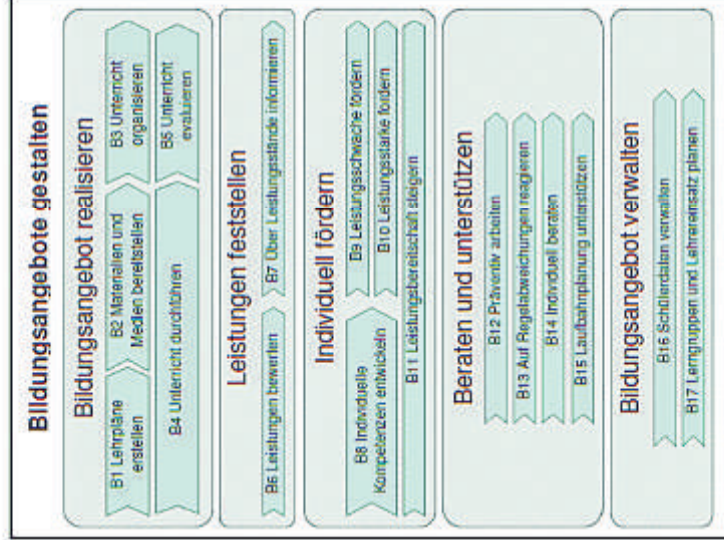 Bildungsangebote gestalten
Bildungsangebot realisieren
B1 Lehrpläne
erstellen
B2 Materialien und
Medien bereitstellen
B3 Unterricht
organisieren
B4 Unterricht durchführen
B5 Unterricht
evaluieren
Leistungen feststellen
B6 Leistungen bewerten
B7 Über Leistungsstände informieren
Individuell fördern
B8 Individuelle
Kompetenzen entwickeln
B9 Leistungsschwache fördern
B10 Leistungsstarke fördern
B11 Leistungsbereitschaft steigern
Beraten und unterstützen
B12 Präventiv arbeiten
B13 Auf Regelabweichungen reagieren
B14 Individuell beraten
B15 Laufbahnplanung unterstützen
Bildungsangebot verwalten
B16 Schülerdaten verwalten
B17 Lerngruppen und Lehrereinsatz planen